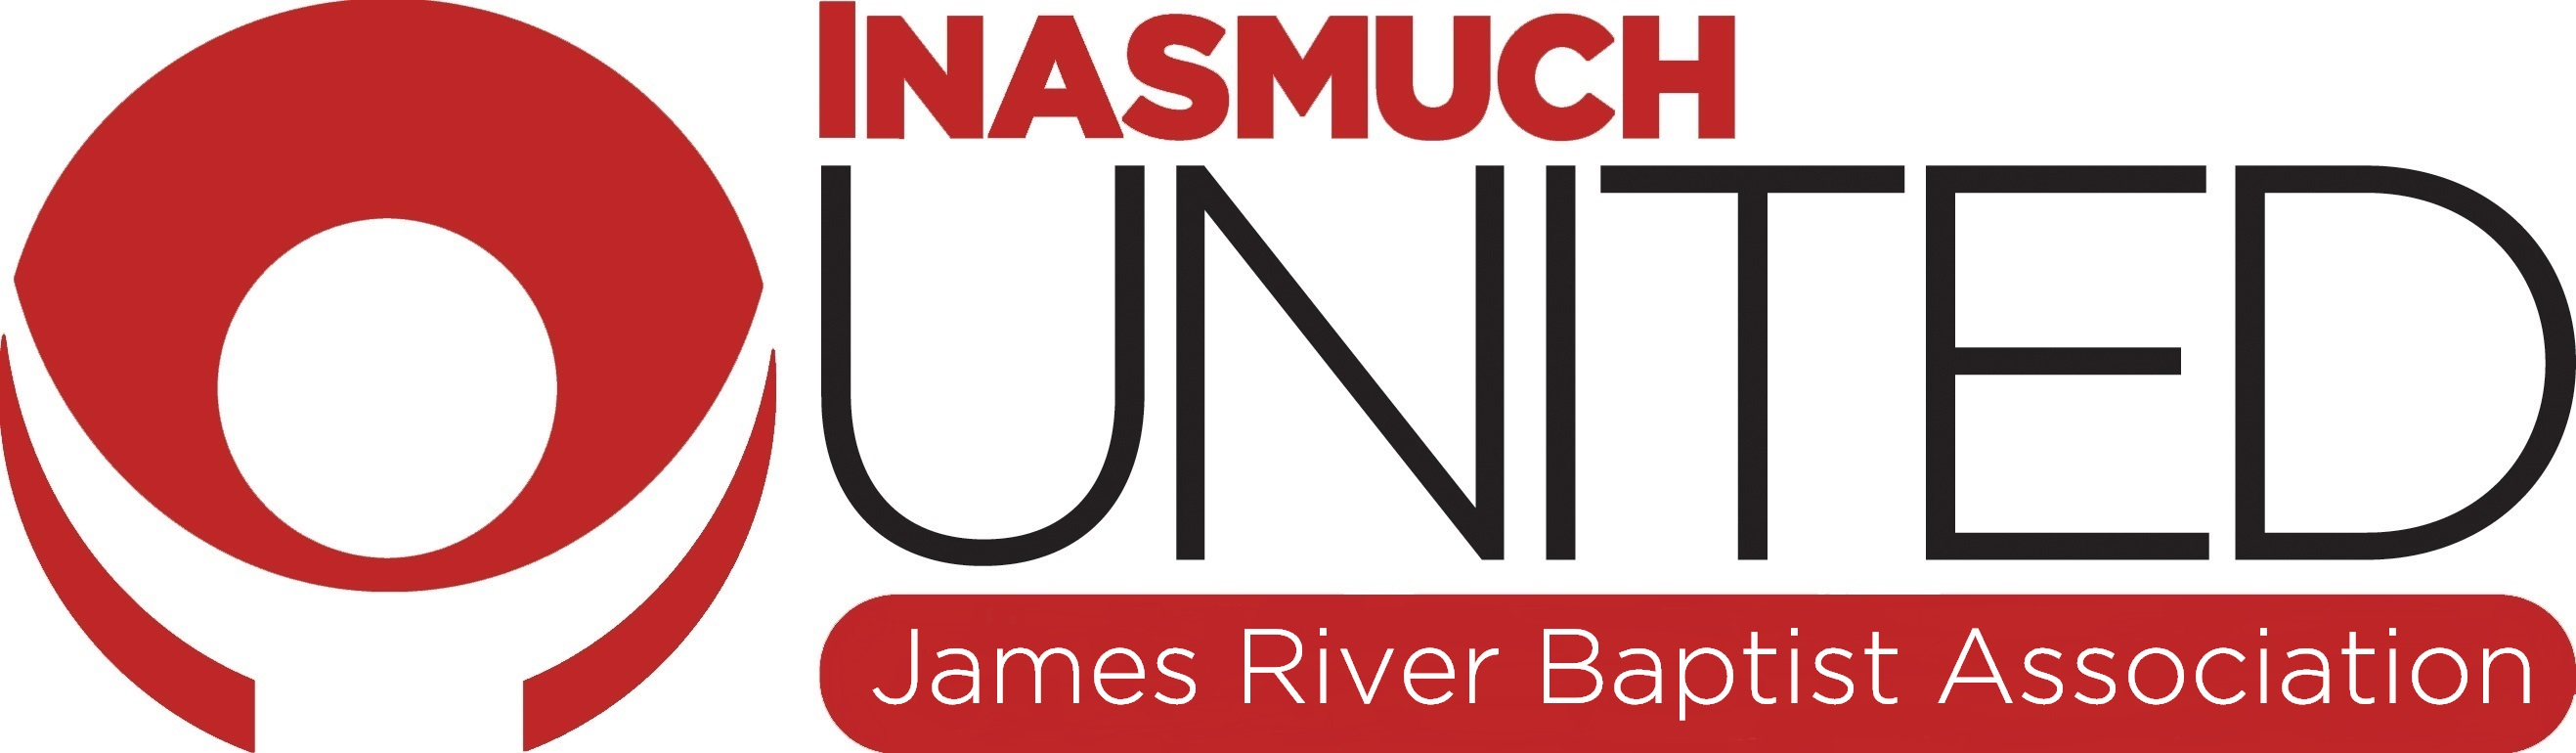 INASMUCH
UNITED
James River Baptist Association